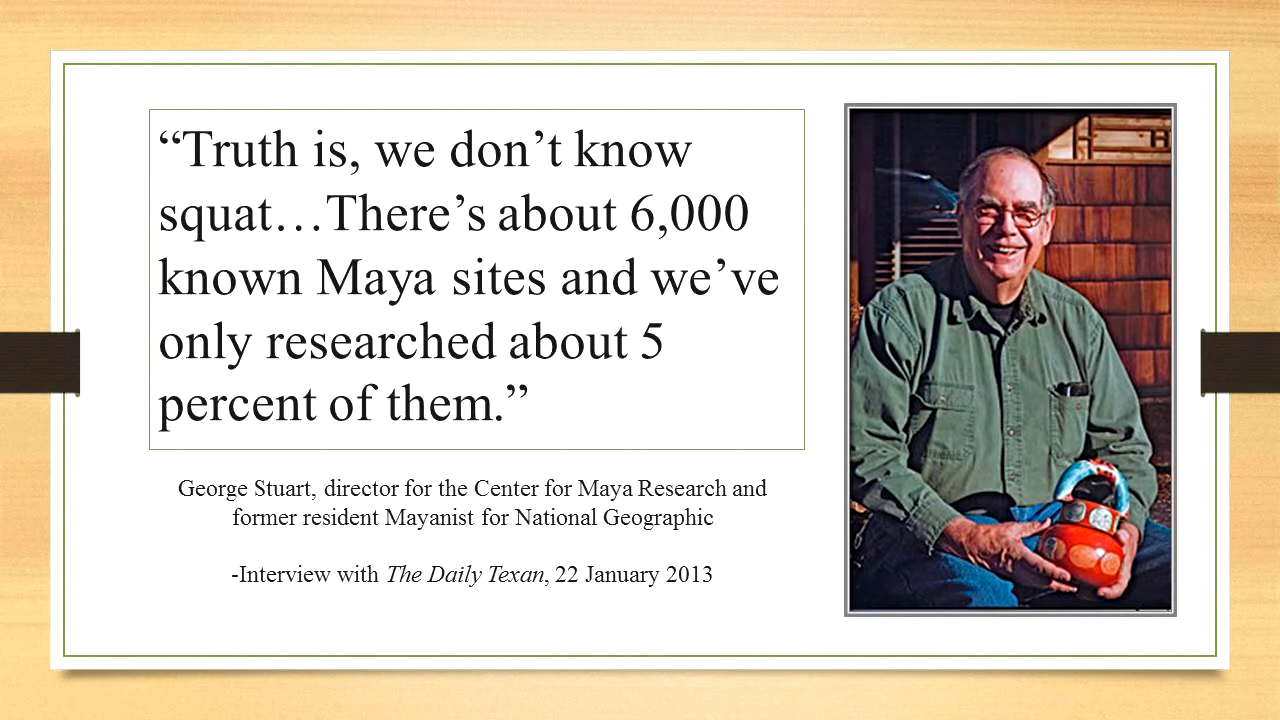 “Truth is, we don’t know
squat…There’s about 6,000
known Maya sites and we’ve
only researched about 5
percent of them.”
George Stuart, director for the Center for Maya Research and
former resident Mayanist for National Geographic
-Interview with The Daily Texan, 22 January 2013